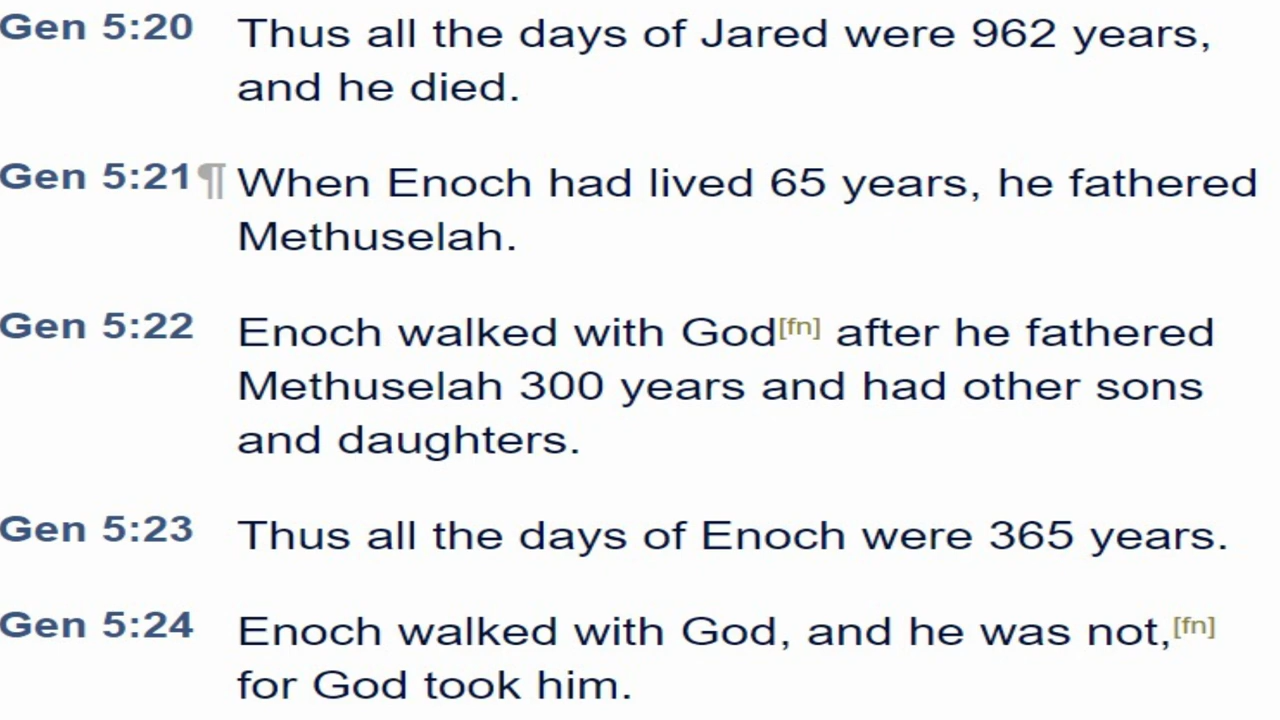 Gen 5:20 Thus all the days of Jared were 962 years,
and he died.
Gen 5:21¶ When Enoch had lived 65 years, he fathered
Methuselah.
Gen 5:22 Enoch walked with God[fn] after he fathered
Methuselah 300 years and had other sons
and daughters.
Gen 5:23 Thus all the days of Enoch were 365 years.
Gen 5:24 Enoch walked with God, and he was not,[fn]
for God took him.